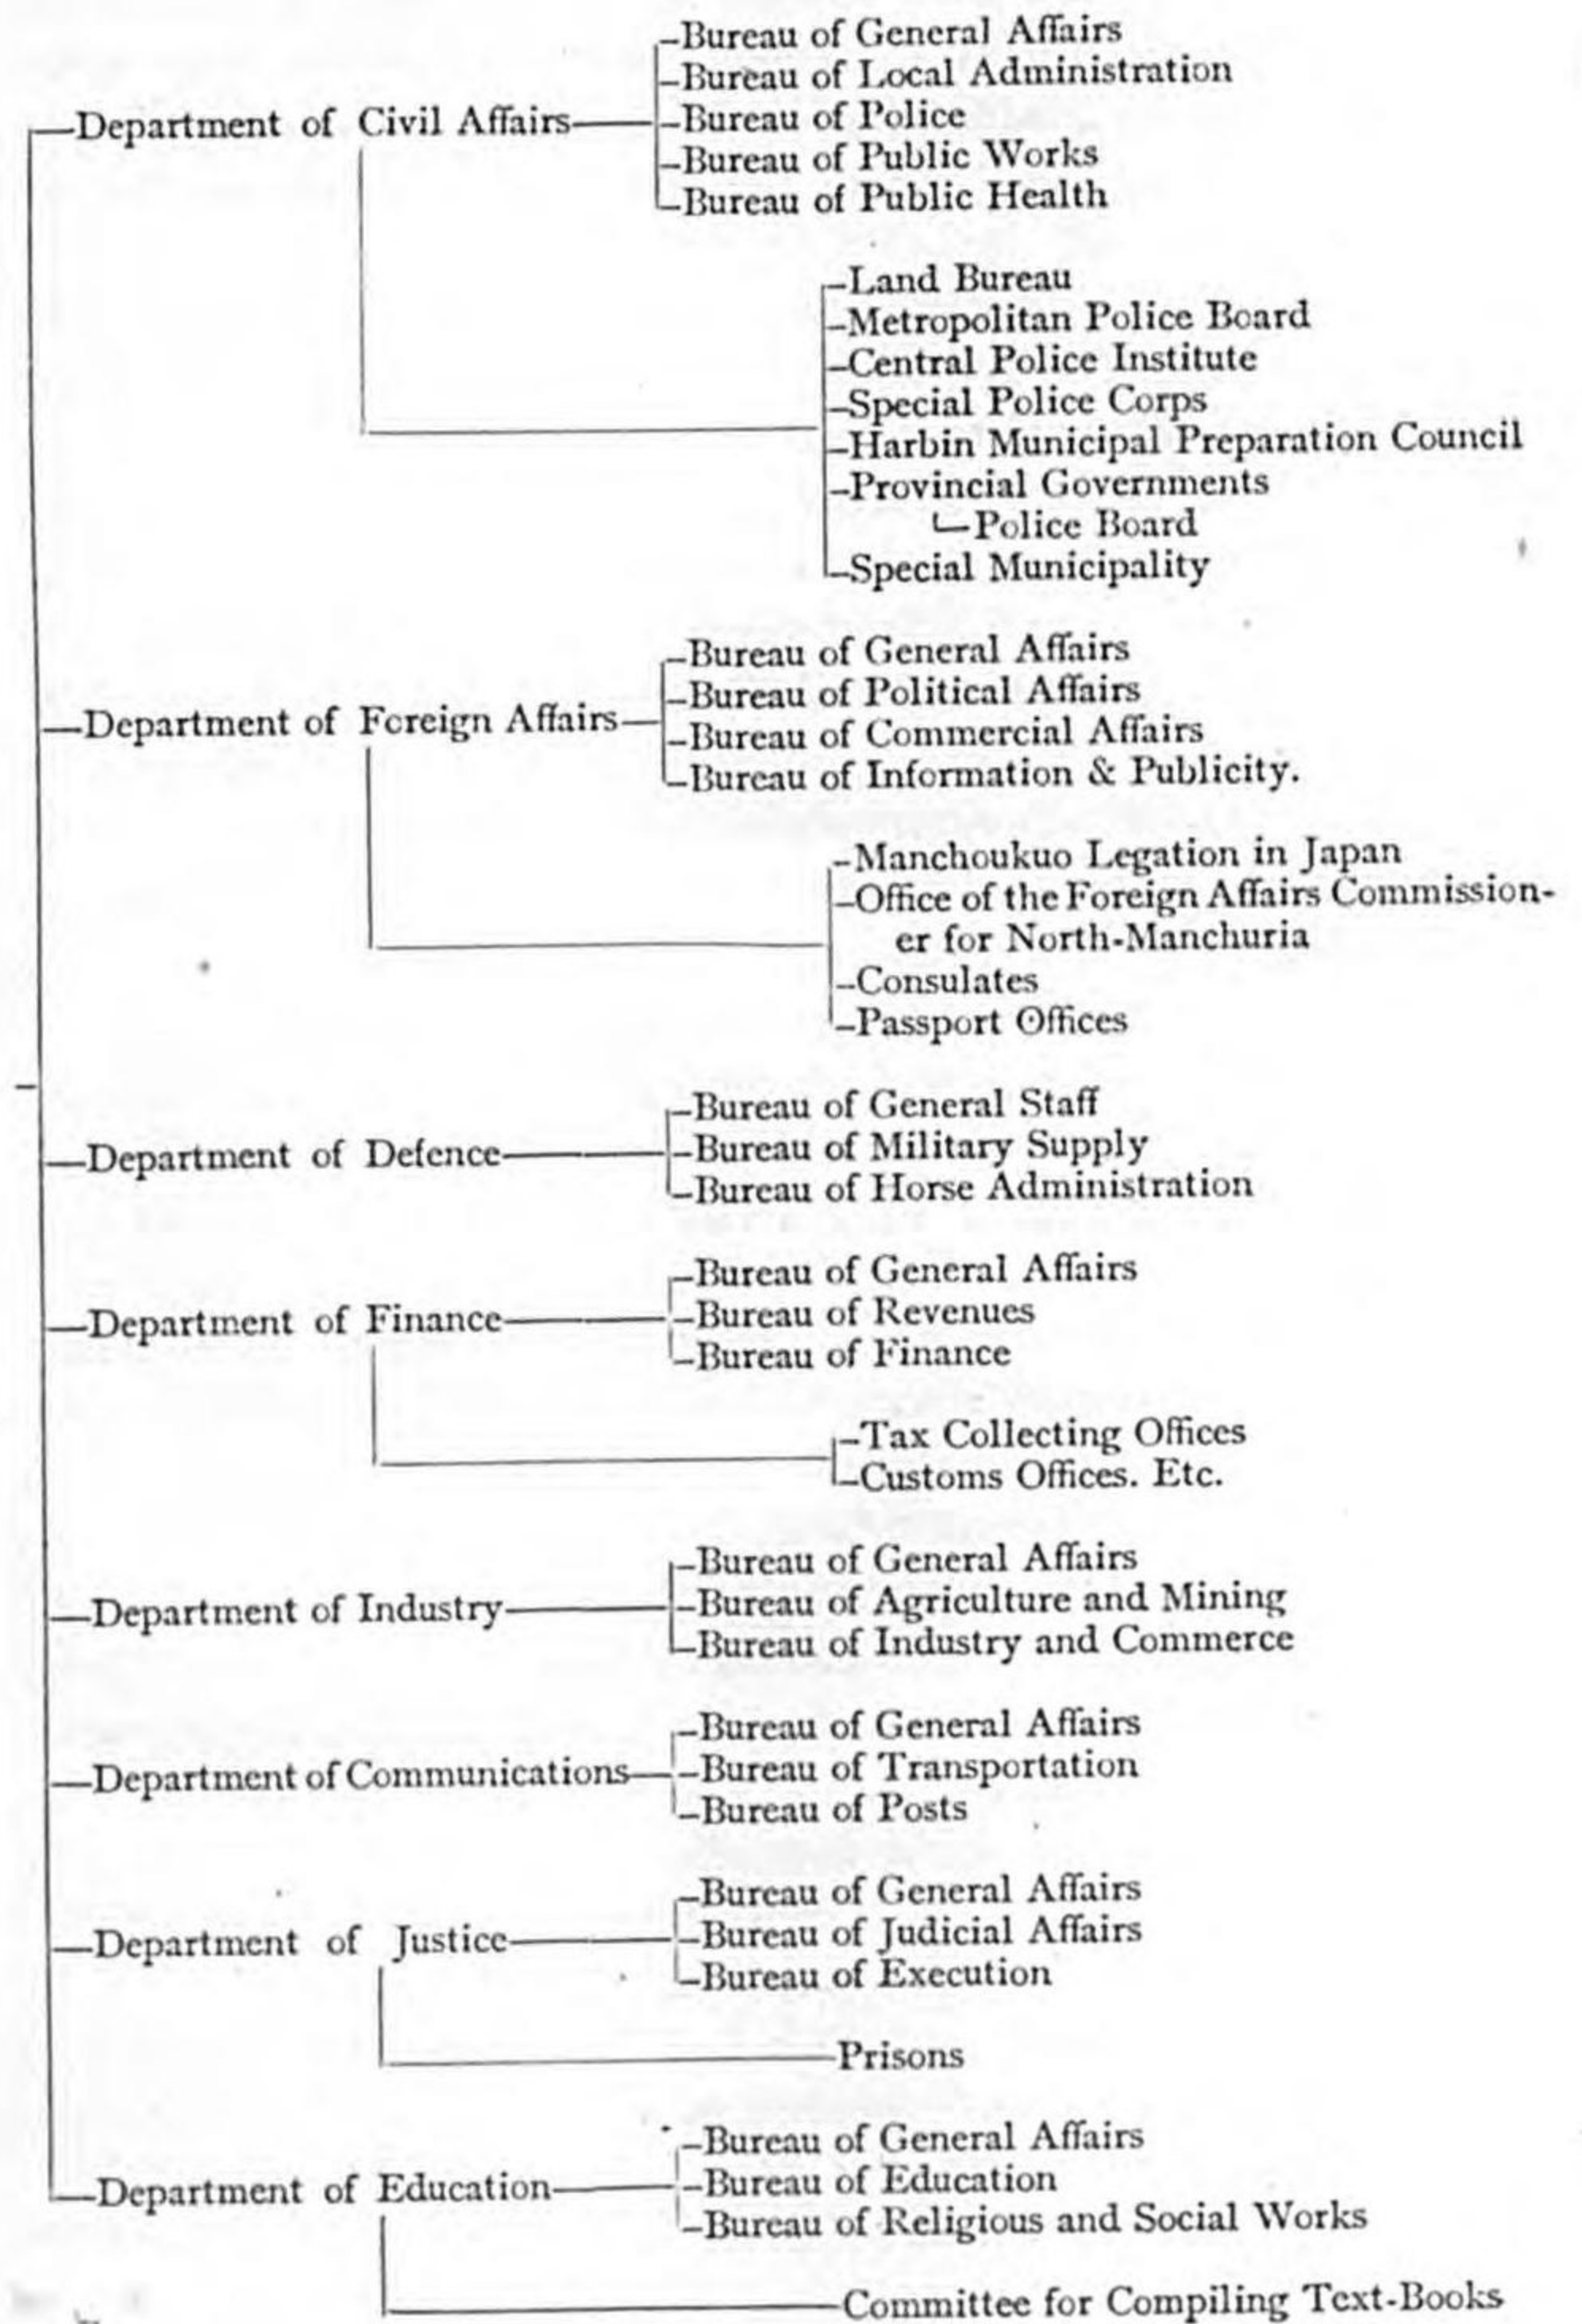 Department of Civil Affairs
Bureau of General Affairs
Bureau of Local Administration
Bureau of Police
Bureau of Public Works
Bureau of Public Health
Land Bureau
Metropolitan Police Board
Central Police Institute
Special Police Corps
Harbin Municipal Preparation Council
Provincial Governments
Police Board
Special Municipality
Department of Foreign Affairs
Bureau of General Affairs
Bureau of Political Affairs
Bureau of Commercial Affairs
Bureau of Information & Publicity.
Manchoukuo Legation in Japan
Office of the Foreign Affairs Commission-
er for North-Manchuria
Consulates
Passport Offices
Department of Defence
Bureau of General Staff
Bureau of Military Supply
Bureau of Horse Administration
Department of Finance
Bureau of General Affairs
Bureau of Revenues
Bureau of Finance
Tax Collecting Offices
Customs Offices. Etc.
Department of Industry
Bureau of General Affairs
Bureau of Agriculture and Mining
Bureau of Industry and Commerce
Department of Communications
Bureau of General Affairs
Bureau of Transportation
Bureau of Posts
Department of Justice
Bureau of General Affairs
Bureau of Judicial Affairs
Bureau of Execution
Prisons
Department of Education
Bureau of General Affairs
Bureau of Education
Bureau of Religious and Social Works
Committee for Compiling Text-Books